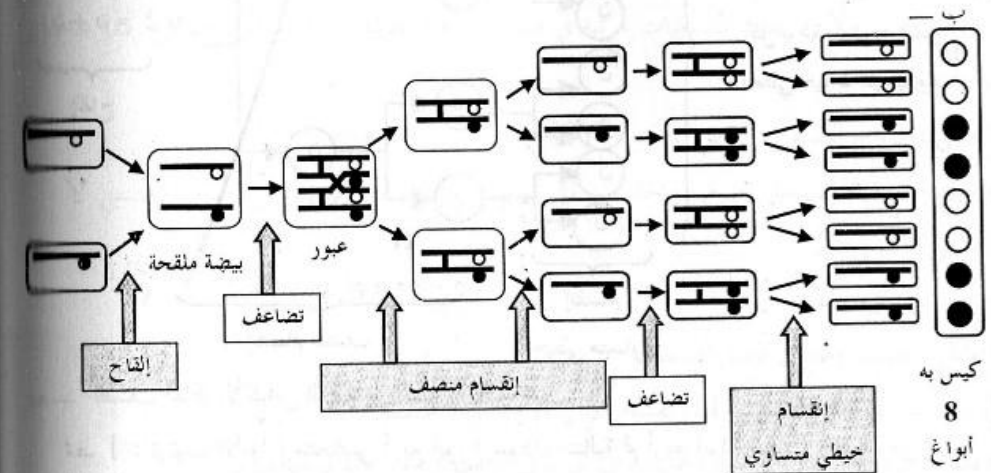 ب –
بيضة ملقحة
عبور
إلقاح
تضاعف
إنقسام منصف
تضاعف
إنقسام
خيطي متساوي
كيس به
8
أبواغ